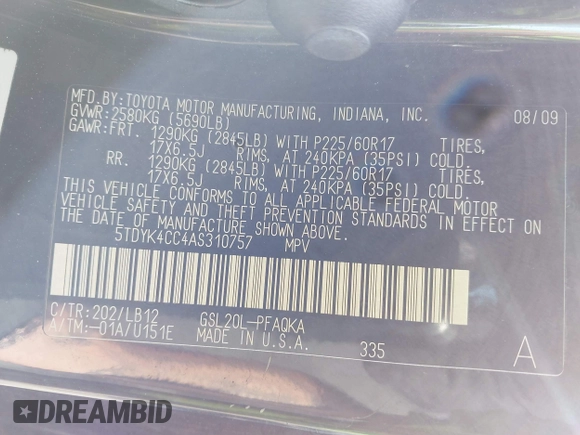 MFD.BY:TOYOTA MOTOR MANUFACTURING, INDIANA, INC. 08/09
GVWR:2580KG (5690LB)
GAWR:FRT. 1290KG (2845LB) WITH P225/60R17 TIRES,
17X6.5J RIMS, AT 240KPA (35PSI) COLD.
RR. 1290KG (2845LB) WITH P225/60R17 TIRES,
17X6.5J RIMS, AT 240KPA (35PSI) COLD.
THIS VEHICLE CONFORMS TO ALL APPLICABLE FEDERAL MOTOR
VEHICLE SAFETY AND THEFT PREVENTION STANDARDS IN EFFECT ON
THE DATE OF MANUFACTURE SHOWN ABOVE.
5TDYK4CC4AS310757 MPV
C/TR:202/LB12 GSL20L-PFAQKA
A/TM:-01A/U151E MADE IN U.S.A. 335 A
DREAMBID